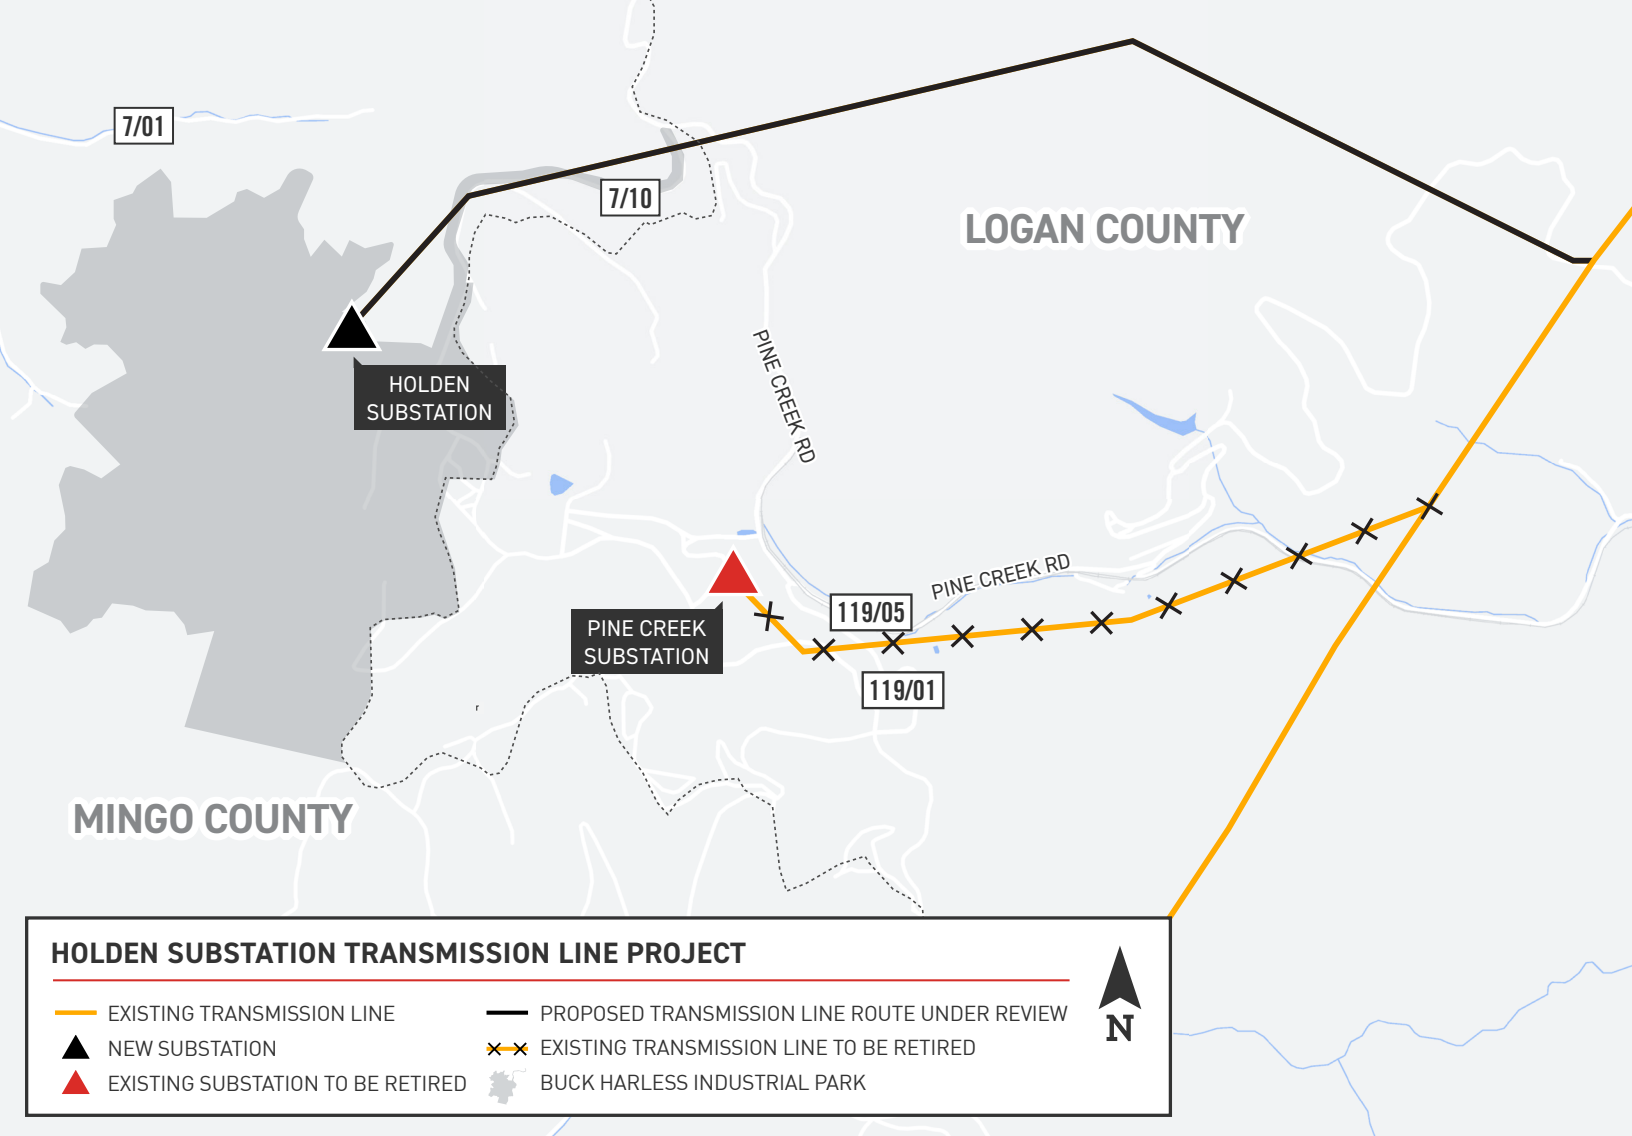 7/01
7/10
LOGAN COUNTY
PINE CREEK RD
HOLDEN
SUBSTATION
PINE CREEK RD
119/05
PINE CREEK
SUBSTATION
119/01
MINGO COUNTY
HOLDEN SUBSTATION TRANSMISSION LINE PROJECT
EXISTING TRANSMISSION LINE
NEW SUBSTATION
EXISTING SUBSTATION TO BE RETIRED
PROPOSED TRANSMISSION LINE ROUTE UNDER REVIEW
EXISTING TRANSMISSION LINE TO BE RETIRED
BUCK HARLESS INDUSTRIAL PARK
N